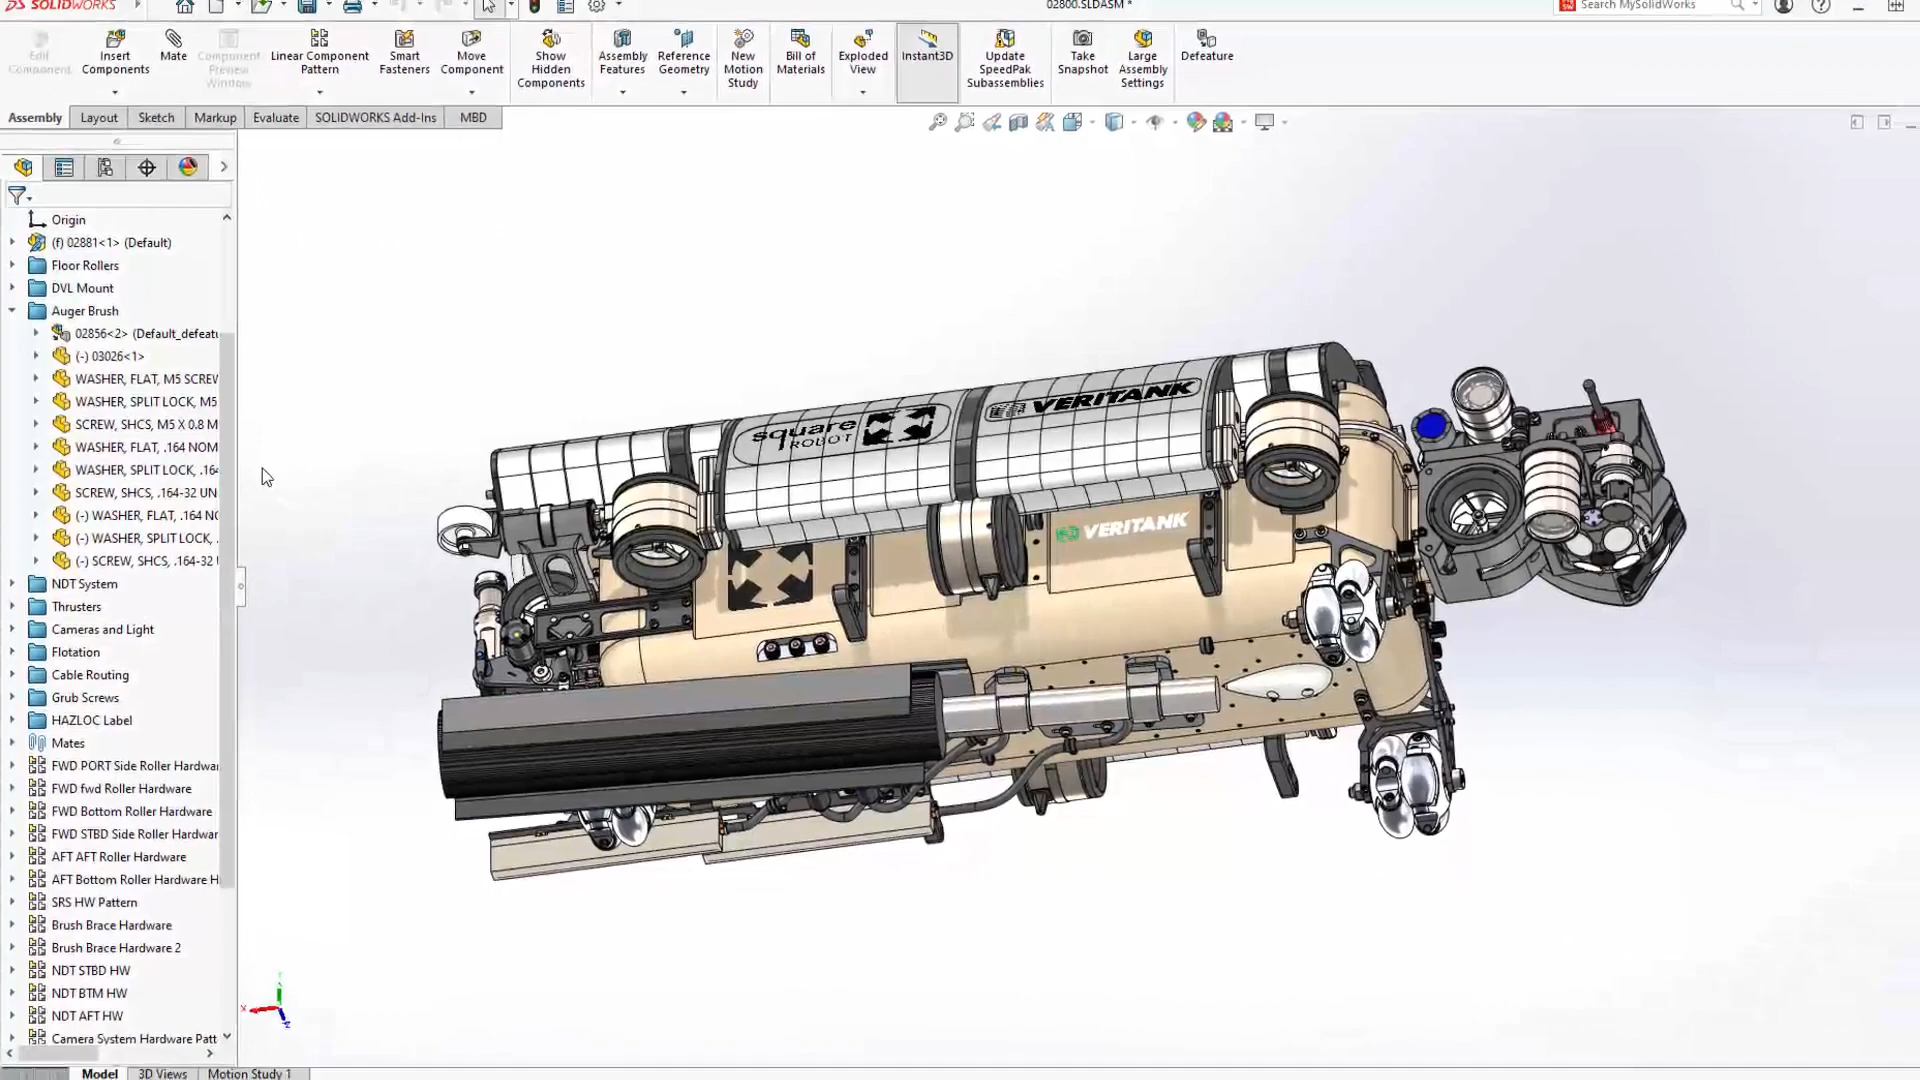 SOLIDWORKS
02800.SLDASM *
Search MySolidWorks
Edit Component
Insert Components
Mate
Component Preview Window
Linear Component Pattern
Smart Fasteners
Move Component
Show Hidden Components
Assembly Features
Reference Geometry
New Motion Study
Bill of Materials
Exploded View
Instant3D
Update SpeedPak Subassemblies
Take Snapshot
Large Assembly Settings
Defeature
Assembly
Layout
Sketch
Markup
Evaluate
SOLIDWORKS Add-Ins
MBD
Origin
(f) 02881<1> (Default)
Floor Rollers
DVL Mount
Auger Brush
02856<2> (Default_defeatu
(-) 03026<1>
WASHER, FLAT, M5 SCREW
WASHER, SPLIT LOCK, M5
SCREW, SHCS, M5 X 0.8 M
WASHER, FLAT, .164 NOM
WASHER, SPLIT LOCK, .164
SCREW, SHCS, .164-32 UN
(-) WASHER, FLAT, .164 NO
(-) WASHER, SPLIT LOCK, .
(-) SCREW, SHCS, .164-32 U
NDT System
Thrusters
Cameras and Light
Flotation
Cable Routing
Grub Screws
HAZLOC Label
Mates
FWD PORT Side Roller Hardwar
FWD fwd Roller Hardware
FWD Bottom Roller Hardware
FWD STBD Side Roller Hardwar
AFT AFT Roller Hardware
AFT Bottom Roller Hardware H
SRS HW Pattern
Brush Brace Hardware
Brush Brace Hardware 2
NDT STBD HW
NDT BTM HW
NDT AFT HW
Camera System Hardware Patt
square ROBOT
VERITANK
VERITANK
Model
3D Views
Motion Study 1